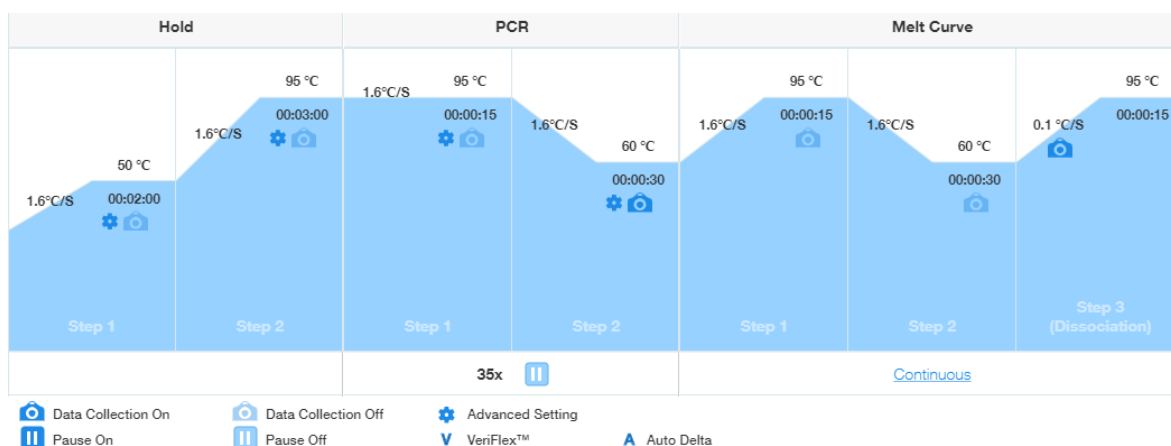 Hold
PCR
Melt Curve
1.6°C/S
50 °C
00:02:00
Step 1
1.6°C/S
95 °C
00:03:00
Step 2
1.6°C/S
95 °C
00:00:15
Step 1
1.6°C/S
60 °C
00:00:30
Step 2
1.6°C/S
95 °C
00:00:15
Step 1
1.6°C/S
60 °C
00:00:30
Step 2
0.1 °C/S
95 °C
00:00:15
Step 3
(Dissociation)
35x
Continuous
Data Collection On
Data Collection Off
Advanced Setting
Pause On
Pause Off
V VeriFlex™
A Auto Delta